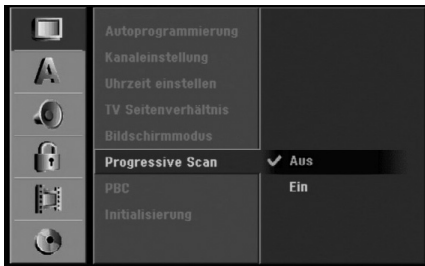 Autoprogrammierung
Kanaleinstellung
Uhrzeit einstellen
TV Seitenverhältnis
Bildschirmmodus
Progressive Scan ✔ Aus
PBC Ein
Initialisierung
A